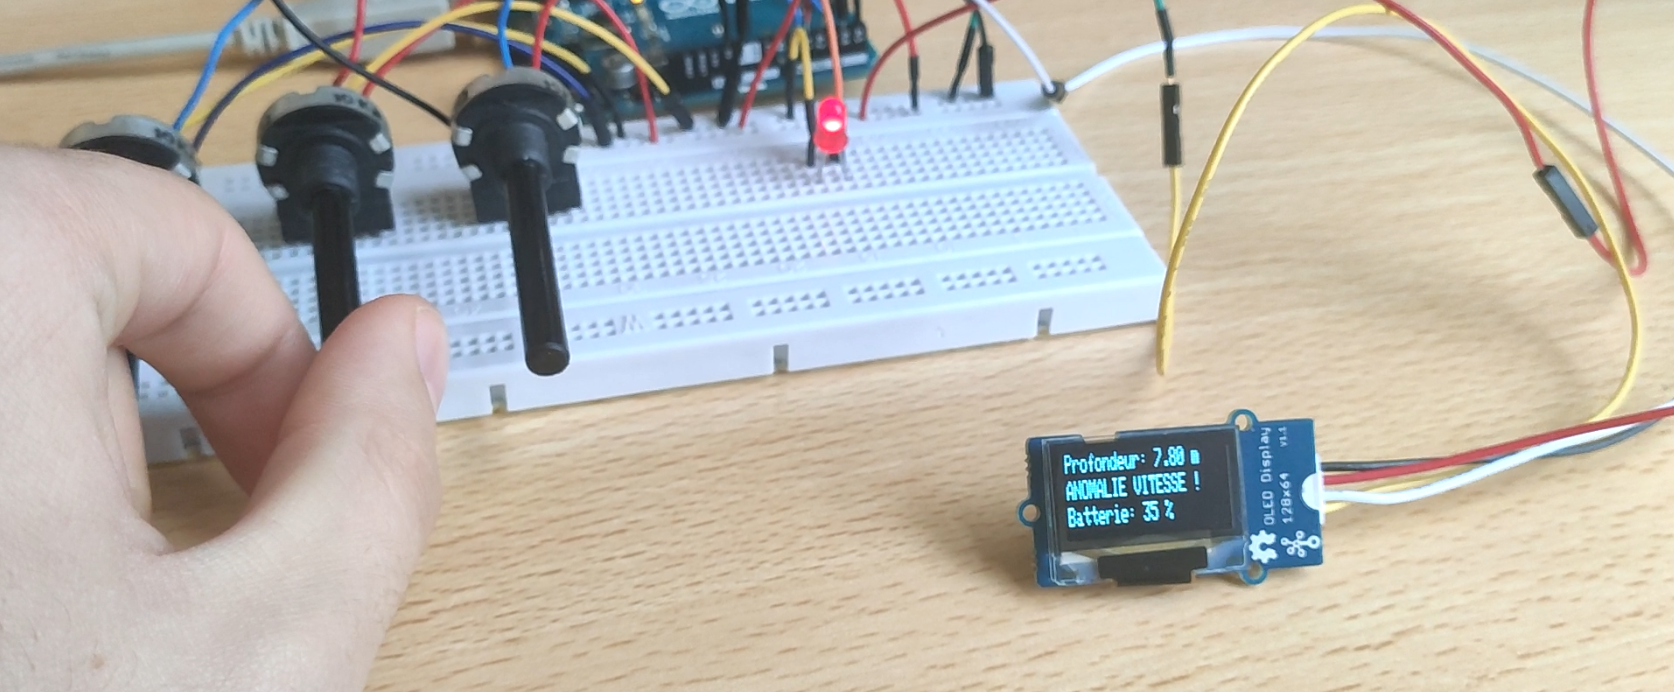 Profondeur: 7.80 m
ANOMALIE VITESSE !
Batterie: 35 %
OLED Display
128x64
V1.1